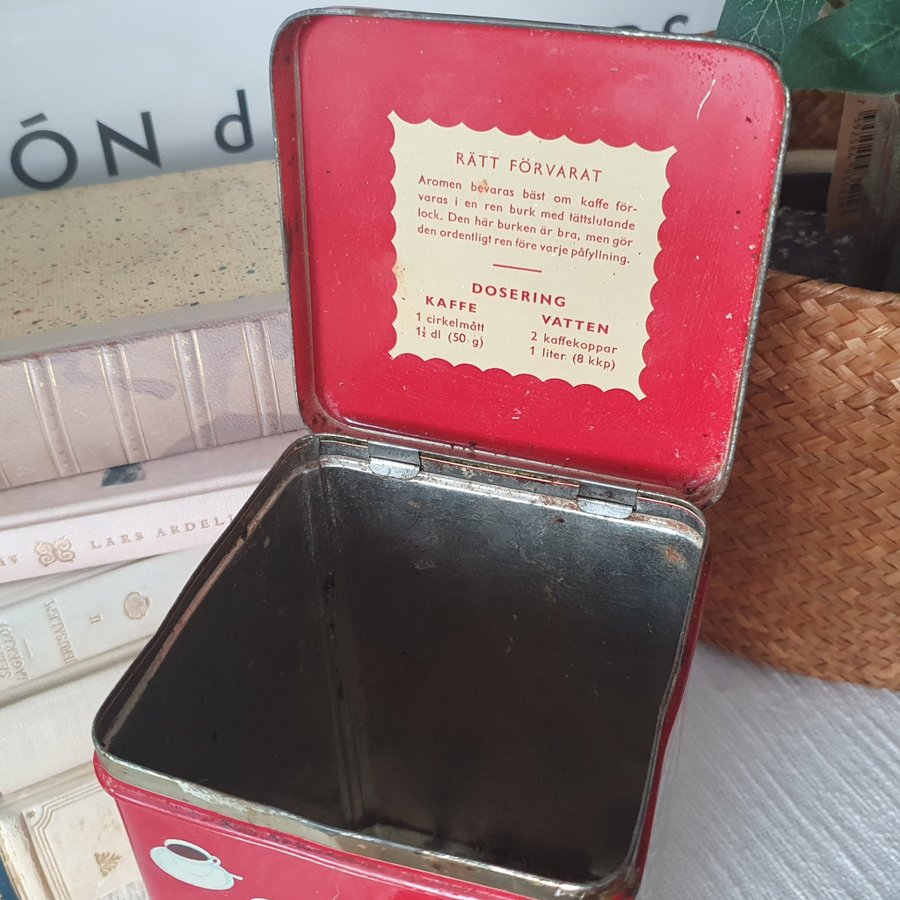 ÓN d
RÄTT FÖRVARAT
Aromen bevaras bäst om kaffe för-
varas i en ren burk med tättslutande
lock. Den här burken är bra, men gör
den ordentligt ren före varje påfyllning.
DOSERING
KAFFE VATTEN
1 cirkelmått 2 kaffekoppar
1½ dl (50 g) 1 liter (8 kkp)
LARS ARDELI
II